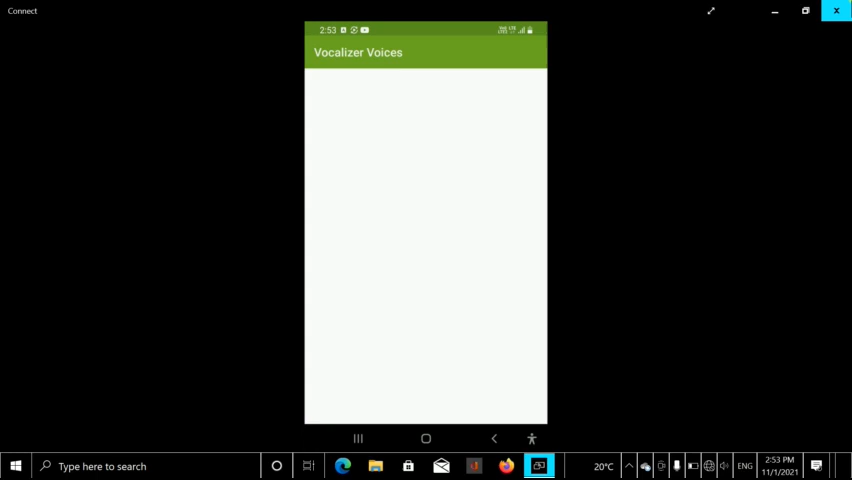 Connect
2:53
Vocalizer Voices
Type here to search
20°C
ENG
2:53 PM
11/1/2021